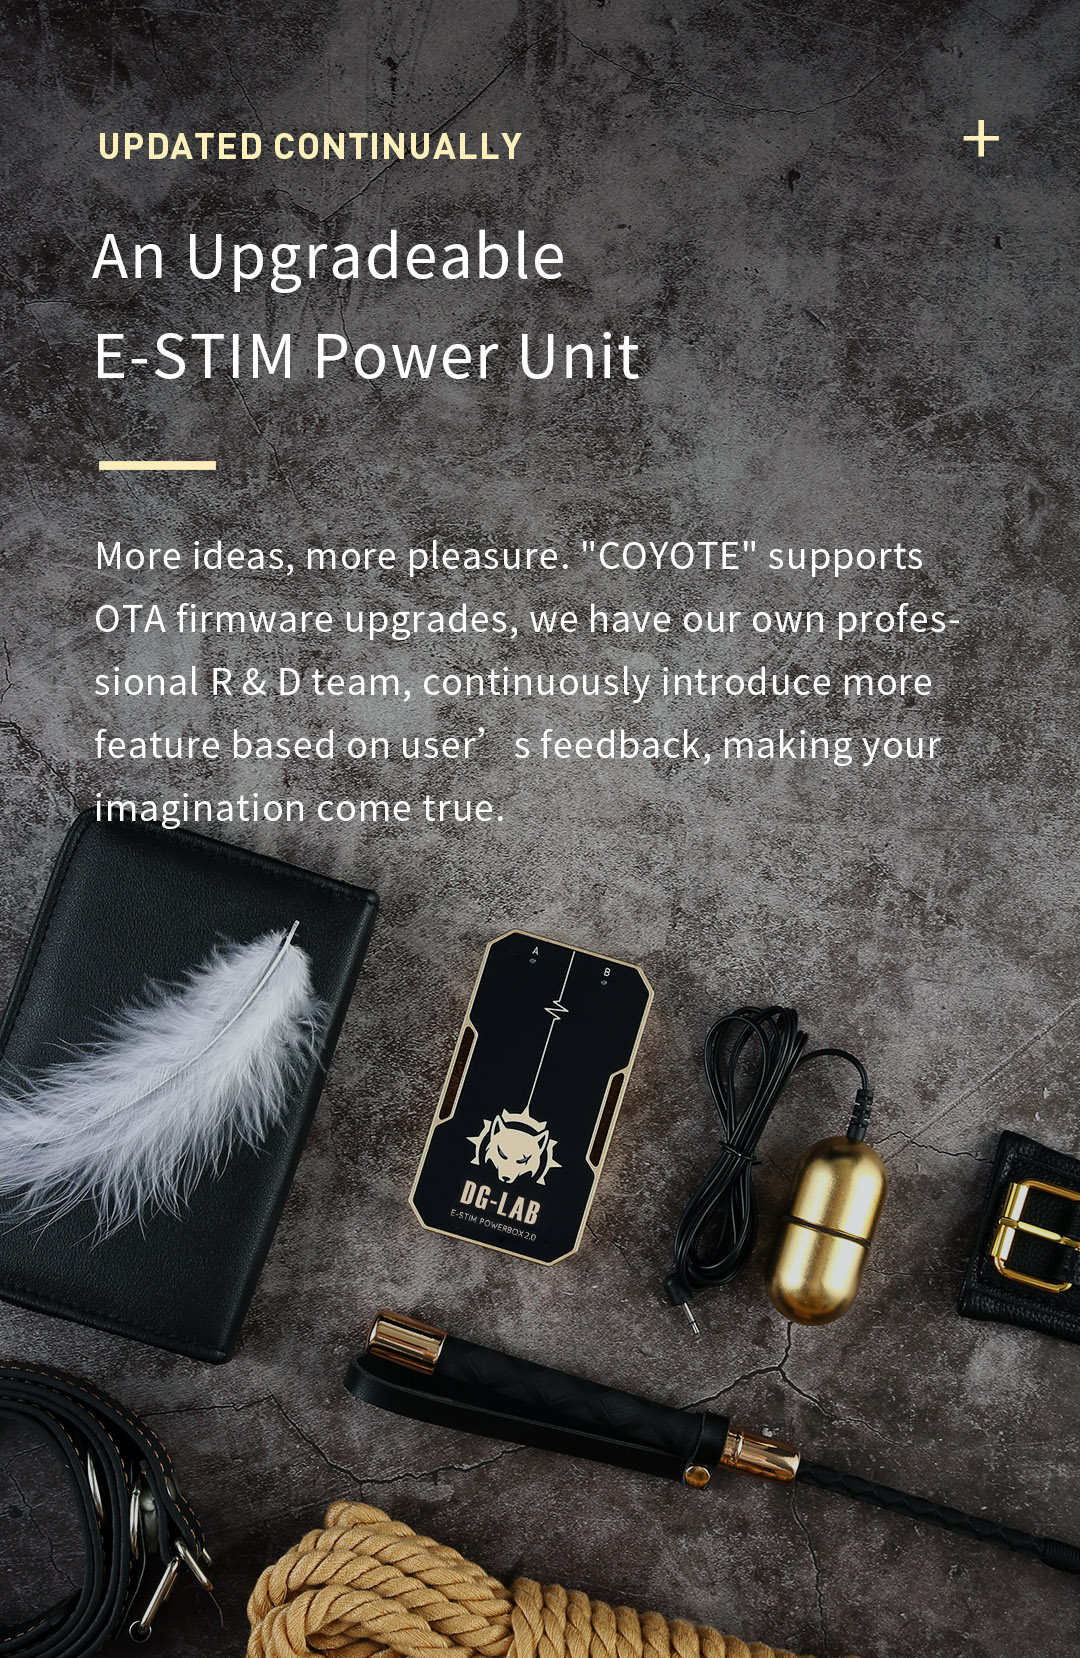 UPDATED CONTINUALLY
An Upgradeable
E-STIM Power Unit
More ideas, more pleasure. "COYOTE" supports
OTA firmware upgrades, we have our own profes-
sional R & D team, continuously introduce more
feature based on user’ s feedback, making your
imagination come true.
A
B
DG-LAB
E-STIM POWERBOX 2.0